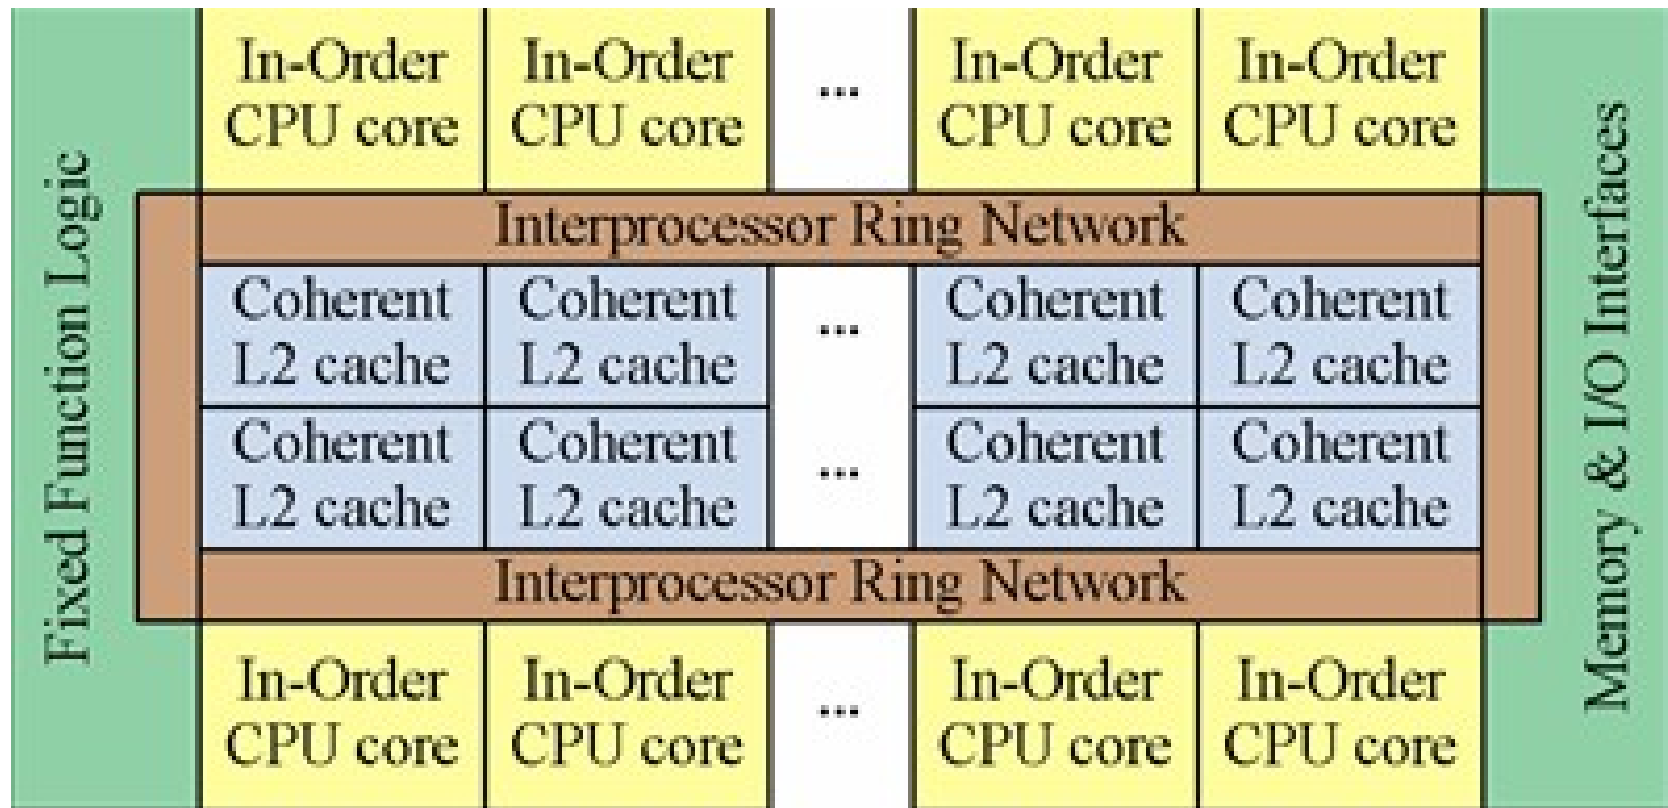 Fixed Function Logic
In-Order In-Order ... In-Order In-Order
CPU core CPU core CPU core CPU core
Interprocessor Ring Network
Coherent Coherent ... Coherent Coherent
L2 cache L2 cache L2 cache L2 cache
Coherent Coherent ... Coherent Coherent
L2 cache L2 cache L2 cache L2 cache
Interprocessor Ring Network
In-Order In-Order ... In-Order In-Order
CPU core CPU core CPU core CPU core
Memory & I/O Interfaces